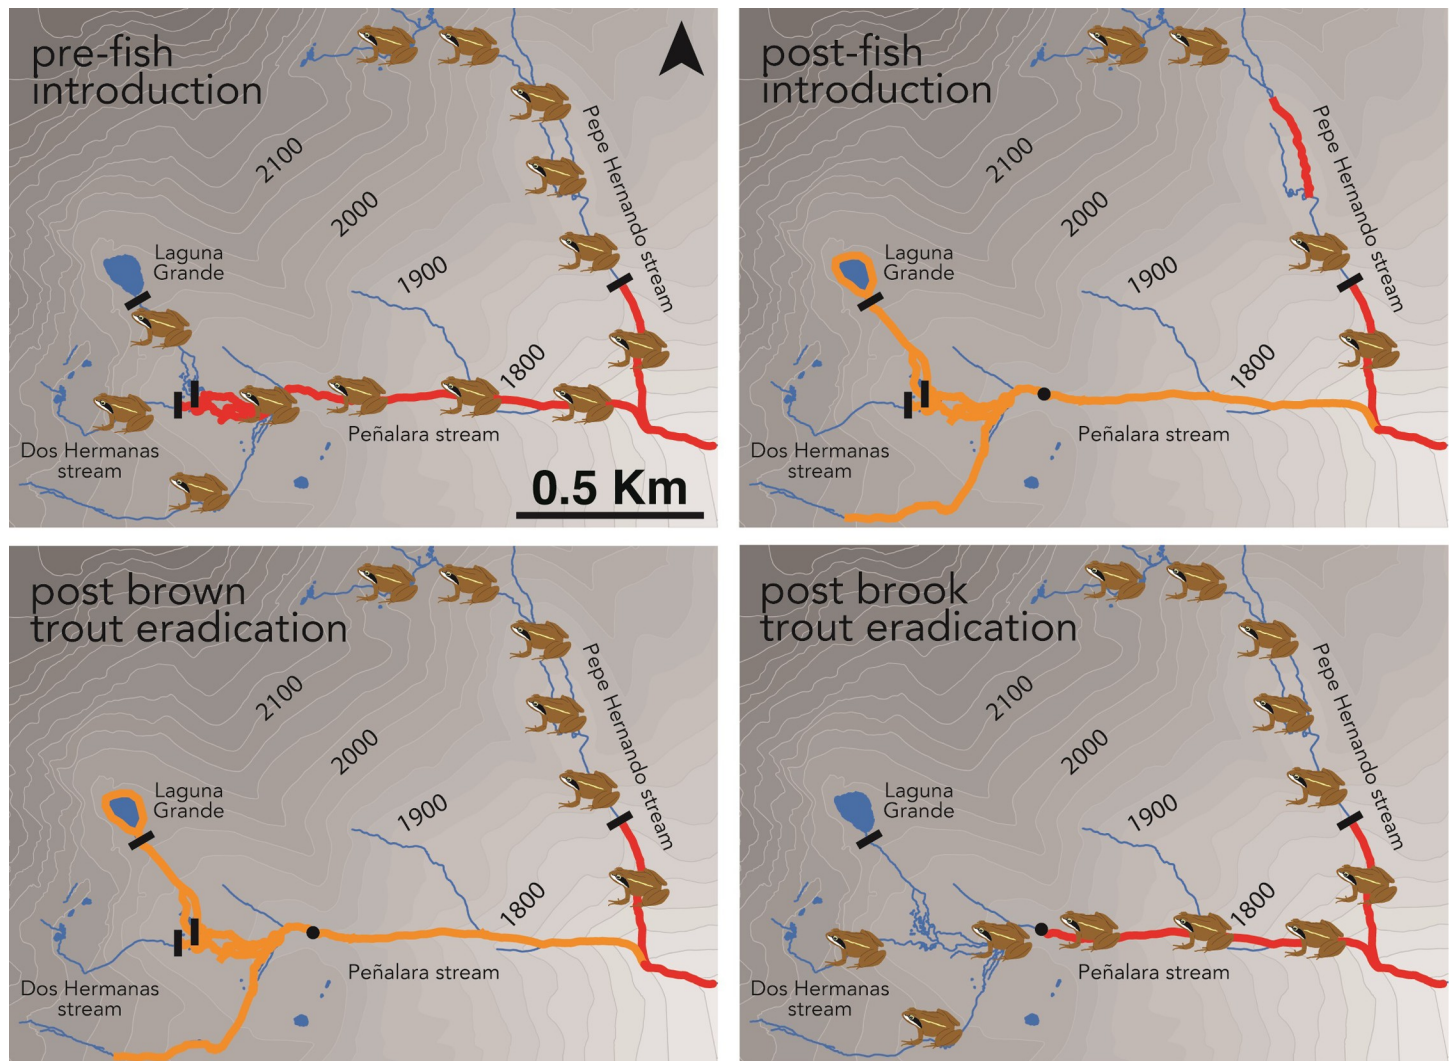 pre-fish
introduction
2100
2000
1900
1800
Pepe Hernando stream
Laguna
Grande
Dos Hermanas
stream
Peñalara stream
0.5 Km
post-fish
introduction
2100
2000
1900
1800
Pepe Hernando stream
Laguna
Grande
Dos Hermanas
stream
Peñalara stream
post brown
trout eradication
2100
2000
1900
1800
Pepe Hernando stream
Laguna
Grande
Dos Hermanas
stream
Peñalara stream
post brook
trout eradication
2100
2000
1900
1800
Pepe Hernando stream
Laguna
Grande
Dos Hermanas
stream
Peñalara stream